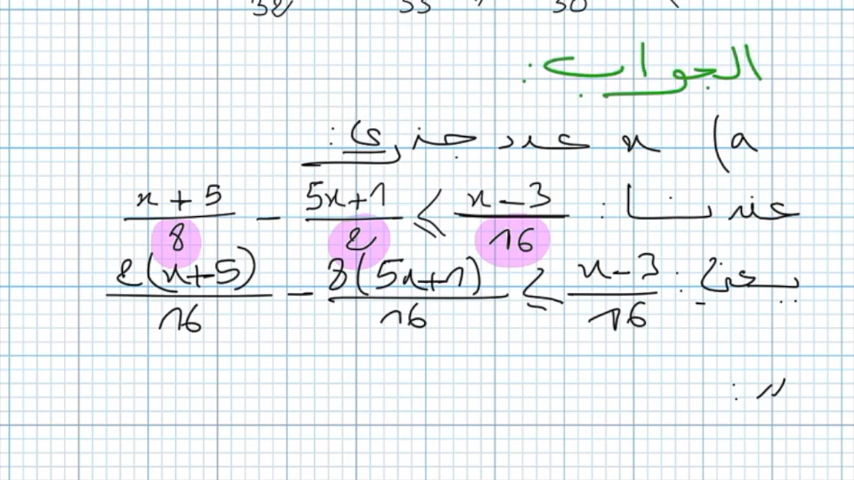 الجواب :
a) x عدد جذري :
عندنا : (x + 5)/8 − (5x+1)/2 ≤ (x − 3)/16
يعني : 2(x+5)/16 − 8(5x+1)/16 ≤ (x−3)/16
〃 :